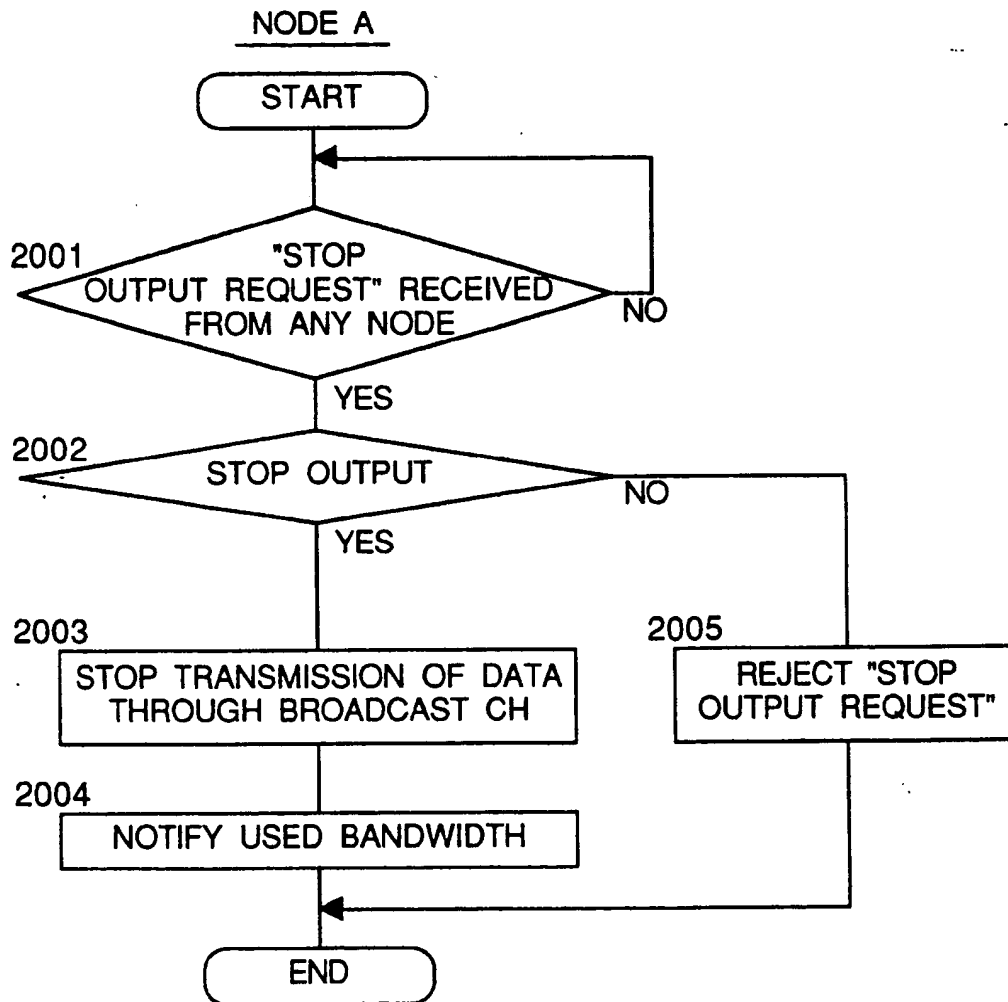 NODE A
START
2001
"STOP
OUTPUT REQUEST" RECEIVED
FROM ANY NODE
NO
YES
2002
STOP OUTPUT
NO
YES
2003
STOP TRANSMISSION OF DATA
THROUGH BROADCAST CH
2005
REJECT "STOP
OUTPUT REQUEST"
2004
NOTIFY USED BANDWIDTH
END